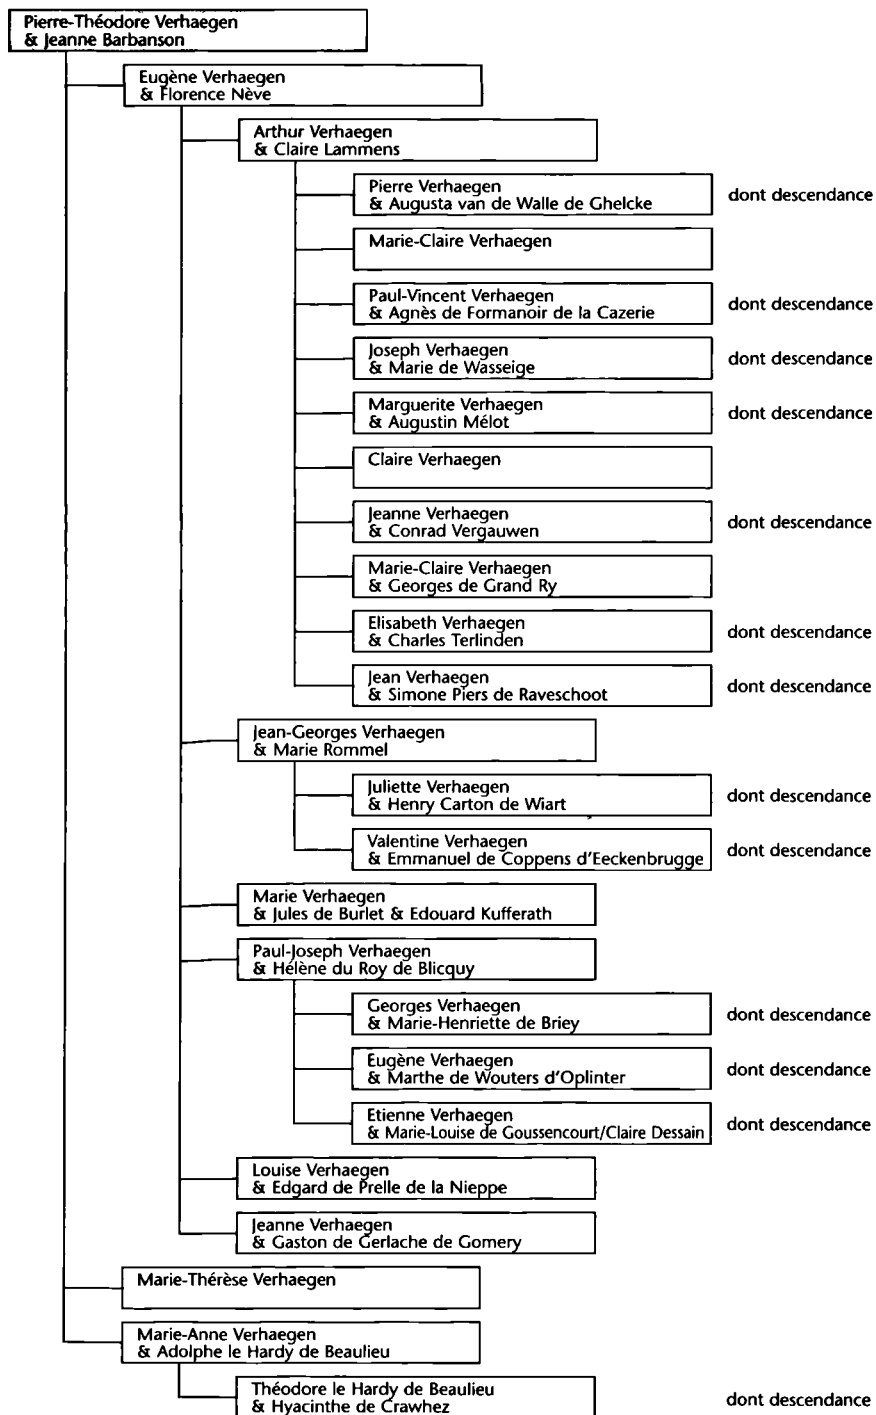 Pierre-Théodore Verhaegen
& Jeanne Barbanson
Eugène Verhaegen
& Florence Nève
Arthur Verhaegen
& Claire Lammens
Pierre Verhaegen
& Augusta van de Walle de Ghelcke
dont descendance
Marie-Claire Verhaegen
Paul-Vincent Verhaegen
& Agnès de Formanoir de la Cazerie
dont descendance
Joseph Verhaegen
& Marie de Wasseige
dont descendance
Marguerite Verhaegen
& Augustin Mélot
dont descendance
Claire Verhaegen
Jeanne Verhaegen
& Conrad Vergauwen
dont descendance
Marie-Claire Verhaegen
& Georges de Grand Ry
Elisabeth Verhaegen
& Charles Terlinden
dont descendance
Jean Verhaegen
& Simone Piers de Raveschoot
dont descendance
Jean-Georges Verhaegen
& Marie Rommel
Juliette Verhaegen
& Henry Carton de Wiart
dont descendance
Valentine Verhaegen
& Emmanuel de Coppens d'Eeckenbrugge
dont descendance
Marie Verhaegen
& Jules de Burlet & Edouard Kufferath
Paul-Joseph Verhaegen
& Hélène du Roy de Blicquy
Georges Verhaegen
& Marie-Henriette de Briey
dont descendance
Eugène Verhaegen
& Marthe de Wouters d'Oplinter
dont descendance
Etienne Verhaegen
& Marie-Louise de Goussencourt/Claire Dessain
dont descendance
Louise Verhaegen
& Edgard de Prelle de la Nieppe
Jeanne Verhaegen
& Gaston de Gerlache de Gomery
Marie-Thérèse Verhaegen
Marie-Anne Verhaegen
& Adolphe le Hardy de Beaulieu
Théodore le Hardy de Beaulieu
& Hyacinthe de Crawhez
dont descendance